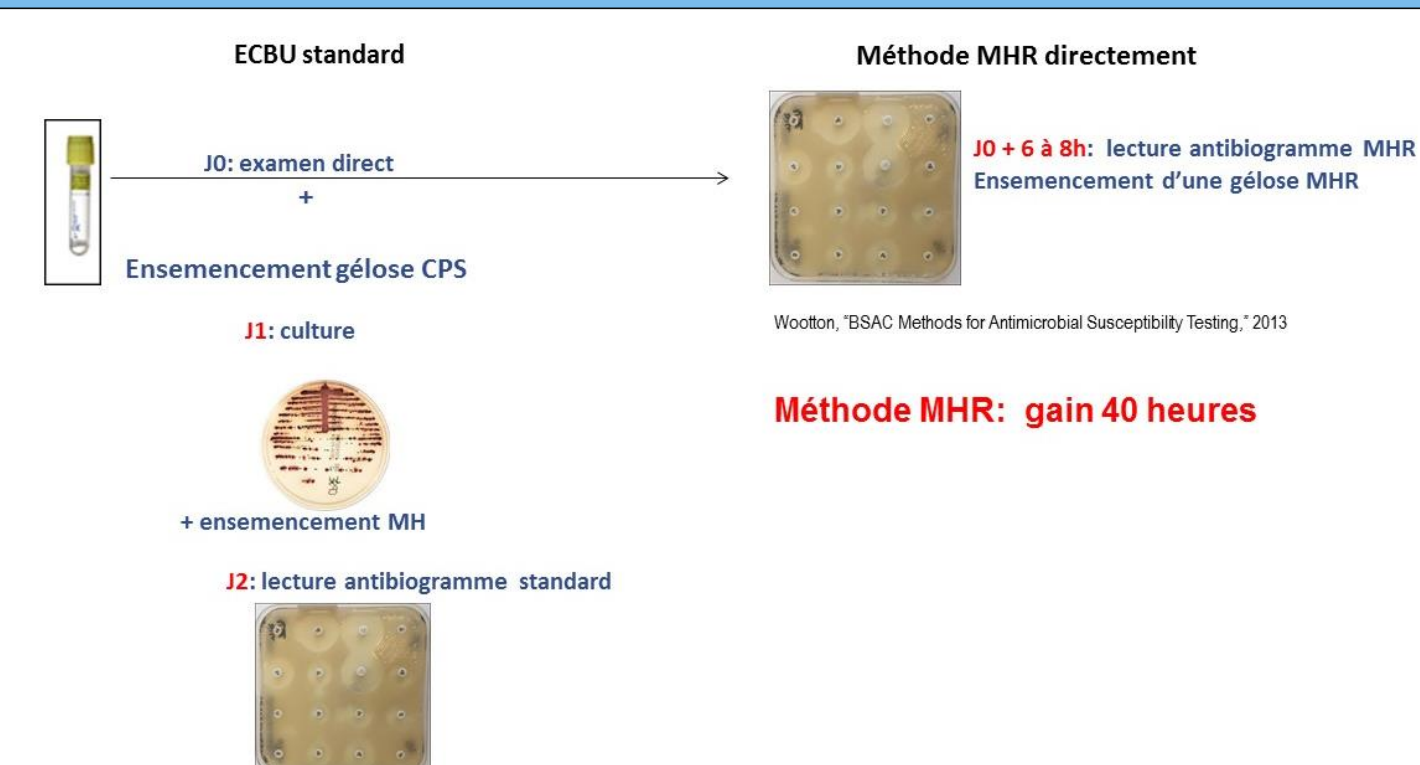 ECBU standard
Méthode MHR directement
J0: examen direct
+
Ensemencement gélose CPS
J0 + 6 à 8h: lecture antibiogramme MHR
Ensemencement d'une gélose MHR
J1: culture
Wootton, "BSAC Methods for Antimicrobial Susceptibility Testing," 2013
Méthode MHR: gain 40 heures
+ ensemencement MH
J2: lecture antibiogramme standard